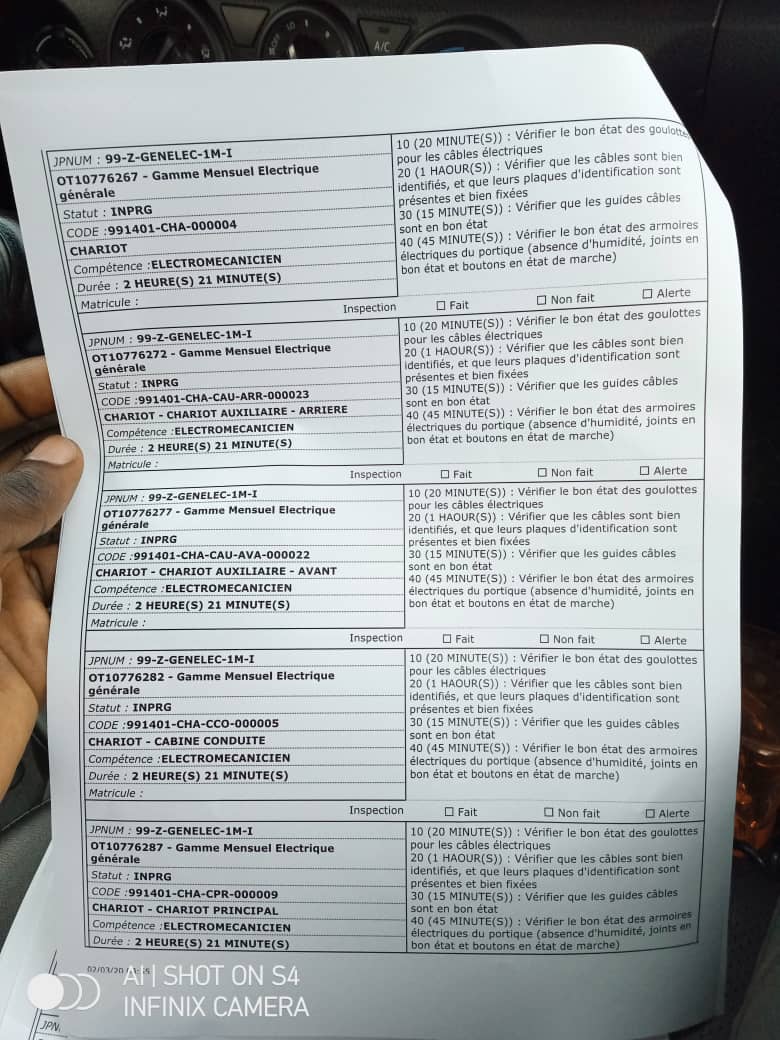 A/C
JPNUM : 99-Z-GENELEC-1M-I
OT10776267 - Gamme Mensuel Electrique
générale
Statut : INPRG
CODE :991401-CHA-000004
CHARIOT
Compétence :ELECTROMECANICIEN
Durée : 2 HEURE(S) 21 MINUTE(S)
Matricule :
10 (20 MINUTE(S)) : Vérifier le bon état des goulottes
pour les câbles électriques
20 (1 HAOUR(S)) : Vérifier que les câbles sont bien
identifiés, et que leurs plaques d'identification sont
présentes et bien fixées
30 (15 MINUTE(S)) : Vérifier que les guides câbles
sont en bon état
40 (45 MINUTE(S)) : Vérifier le bon état des armoires
électriques du portique (absence d'humidité, joints en
bon état et boutons en état de marche)
Inspection ☐ Fait ☐ Non fait ☐ Alerte
JPNUM : 99-Z-GENELEC-1M-I
OT10776272 - Gamme Mensuel Electrique
générale
Statut : INPRG
CODE :991401-CHA-CAU-ARR-000023
CHARIOT - CHARIOT AUXILIAIRE - ARRIERE
Compétence :ELECTROMECANICIEN
Durée : 2 HEURE(S) 21 MINUTE(S)
Matricule :
10 (20 MINUTE(S)) : Vérifier le bon état des goulottes
pour les câbles électriques
20 (1 HAOUR(S)) : Vérifier que les câbles sont bien
identifiés, et que leurs plaques d'identification sont
présentes et bien fixées
30 (15 MINUTE(S)) : Vérifier que les guides câbles
sont en bon état
40 (45 MINUTE(S)) : Vérifier le bon état des armoires
électriques du portique (absence d'humidité, joints en
bon état et boutons en état de marche)
Inspection ☐ Fait ☐ Non fait ☐ Alerte
JPNUM : 99-Z-GENELEC-1M-I
OT10776277 - Gamme Mensuel Electrique
générale
Statut : INPRG
CODE :991401-CHA-CAU-AVA-000022
CHARIOT - CHARIOT AUXILIAIRE - AVANT
Compétence :ELECTROMECANICIEN
Durée : 2 HEURE(S) 21 MINUTE(S)
Matricule :
10 (20 MINUTE(S)) : Vérifier le bon état des goulottes
pour les câbles électriques
20 (1 HAOUR(S)) : Vérifier que les câbles sont bien
identifiés, et que leurs plaques d'identification sont
présentes et bien fixées
30 (15 MINUTE(S)) : Vérifier que les guides câbles
sont en bon état
40 (45 MINUTE(S)) : Vérifier le bon état des armoires
électriques du portique (absence d'humidité, joints en
bon état et boutons en état de marche)
Inspection ☐ Fait ☐ Non fait ☐ Alerte
JPNUM : 99-Z-GENELEC-1M-I
OT10776282 - Gamme Mensuel Electrique
générale
Statut : INPRG
CODE :991401-CHA-CCO-000005
CHARIOT - CABINE CONDUITE
Compétence :ELECTROMECANICIEN
Durée : 2 HEURE(S) 21 MINUTE(S)
Matricule :
10 (20 MINUTE(S)) : Vérifier le bon état des goulottes
pour les câbles électriques
20 (1 HAOUR(S)) : Vérifier que les câbles sont bien
identifiés, et que leurs plaques d'identification sont
présentes et bien fixées
30 (15 MINUTE(S)) : Vérifier que les guides câbles
sont en bon état
40 (45 MINUTE(S)) : Vérifier le bon état des armoires
électriques du portique (absence d'humidité, joints en
bon état et boutons en état de marche)
Inspection ☐ Fait ☐ Non fait ☐ Alerte
JPNUM : 99-Z-GENELEC-1M-I
OT10776287 - Gamme Mensuel Electrique
générale
Statut : INPRG
CODE :991401-CHA-CPR-000009
CHARIOT - CHARIOT PRINCIPAL
Compétence :ELECTROMECANICIEN
Durée : 2 HEURE(S) 21 MINUTE(S)
10 (20 MINUTE(S)) : Vérifier le bon état des goulottes
pour les câbles électriques
20 (1 HAOUR(S)) : Vérifier que les câbles sont bien
identifiés, et que leurs plaques d'identification sont
présentes et bien fixées
30 (15 MINUTE(S)) : Vérifier que les guides câbles
sont en bon état
40 (45 MINUTE(S)) : Vérifier le bon état des armoires
électriques du portique (absence d'humidité, joints en
bon état et boutons en état de marche)
02/03/20
AI SHOT ON S4
INFINIX CAMERA
JPN